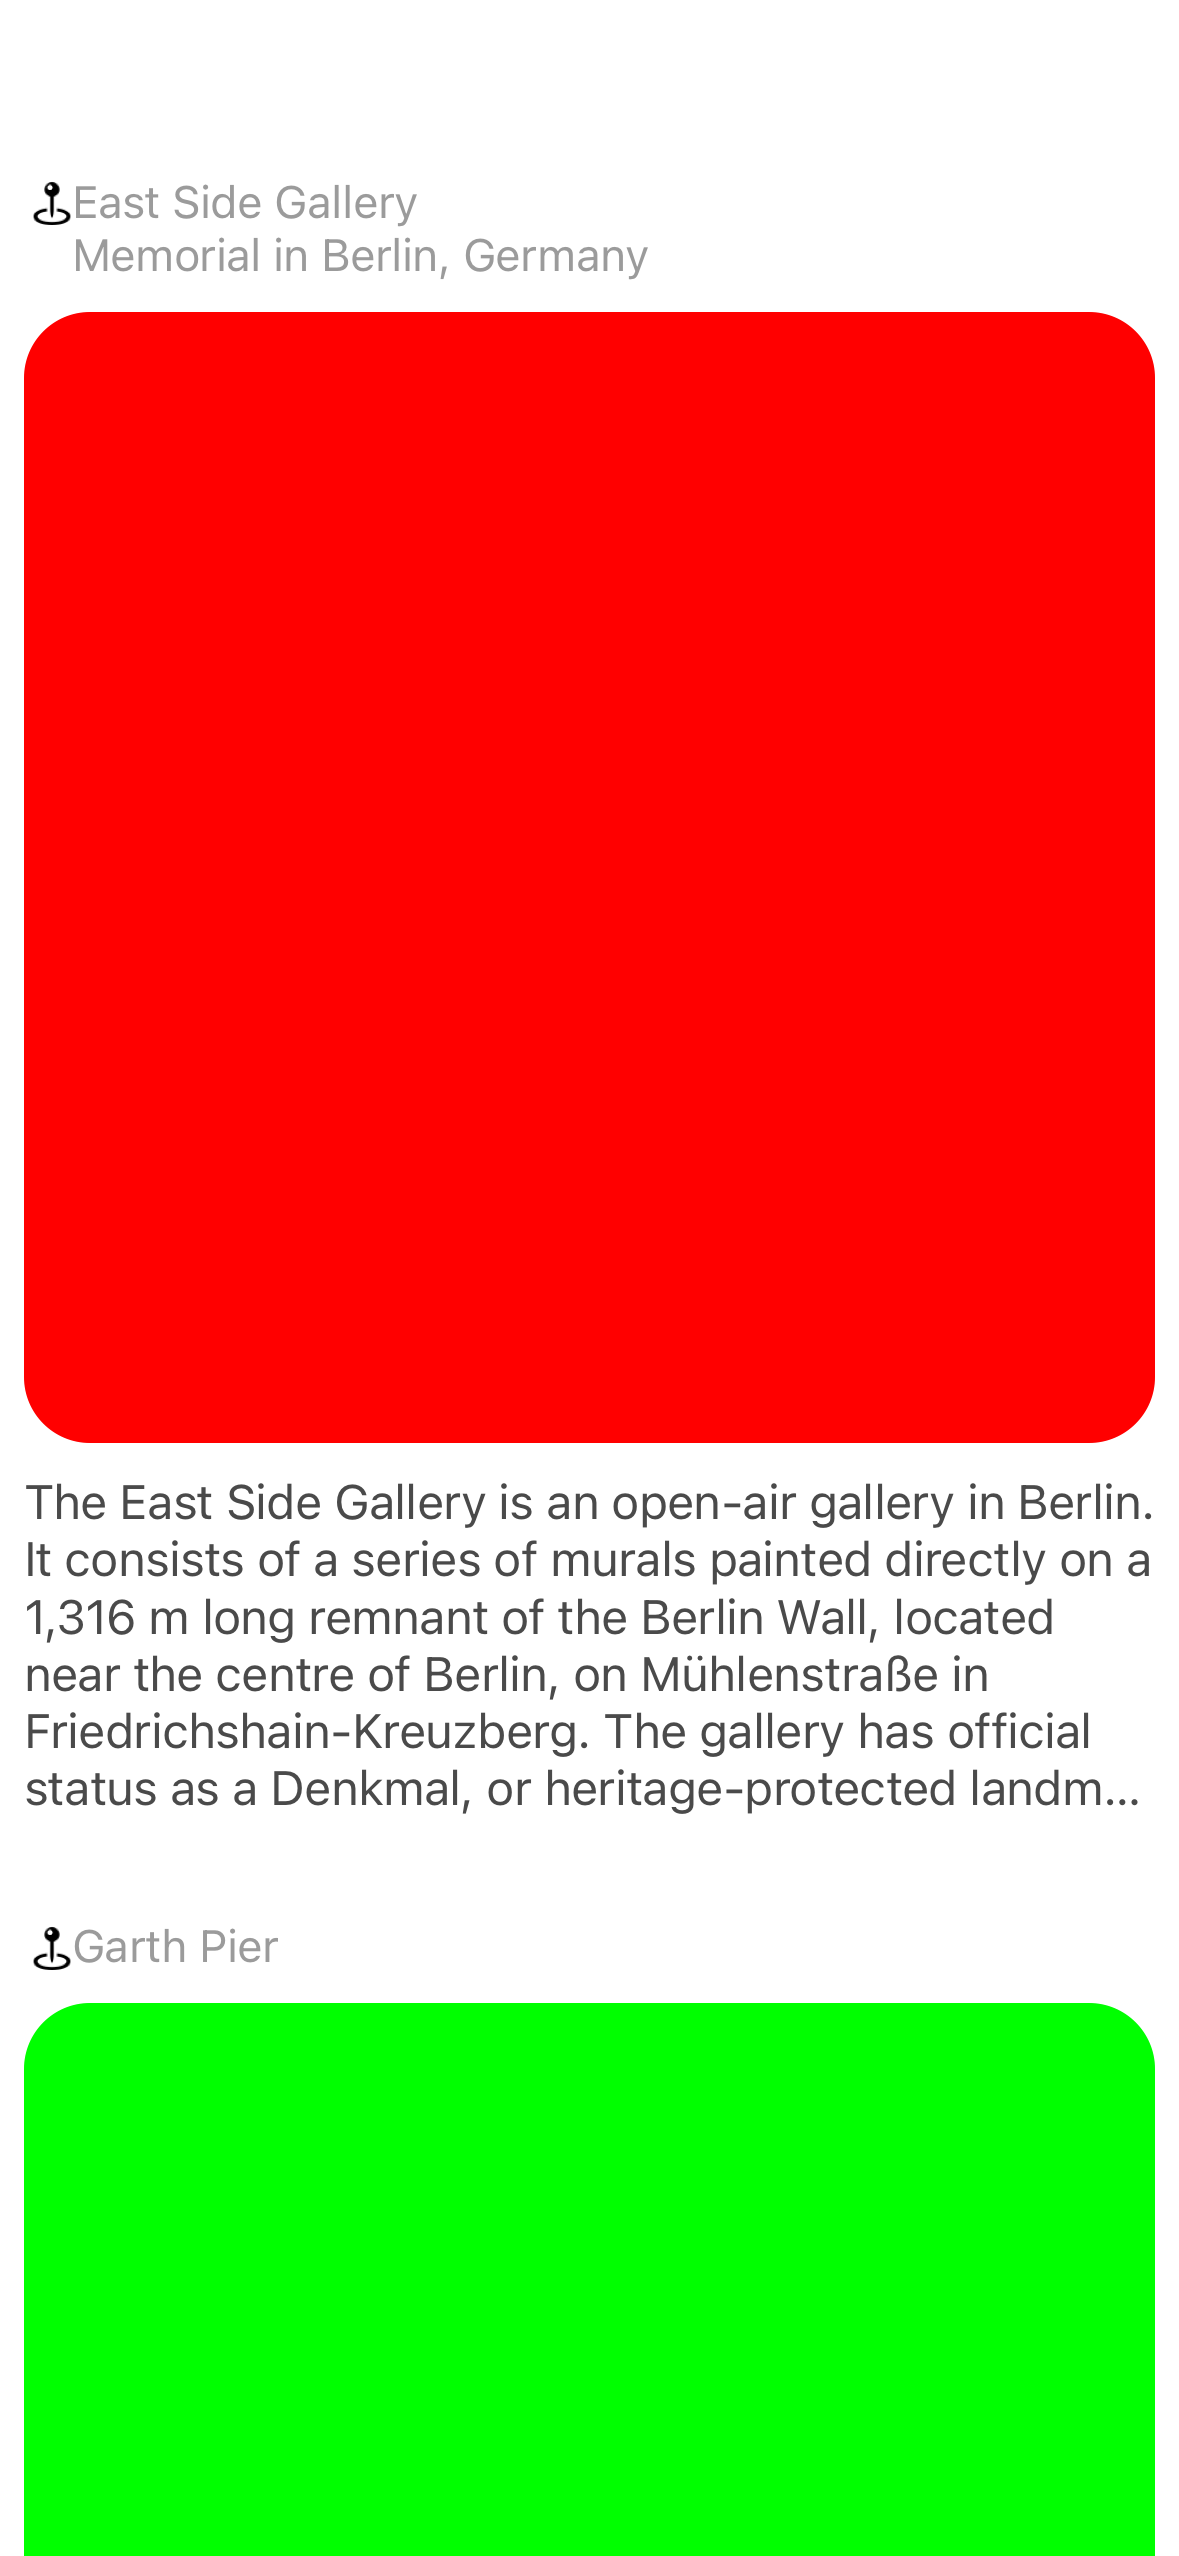 East Side Gallery
Memorial in Berlin, Germany
The East Side Gallery is an open-air gallery in Berlin.
It consists of a series of murals painted directly on a
1,316 m long remnant of the Berlin Wall, located
near the centre of Berlin, on Mühlenstraße in
Friedrichshain-Kreuzberg. The gallery has official
status as a Denkmal, or heritage-protected landm...
Garth Pier